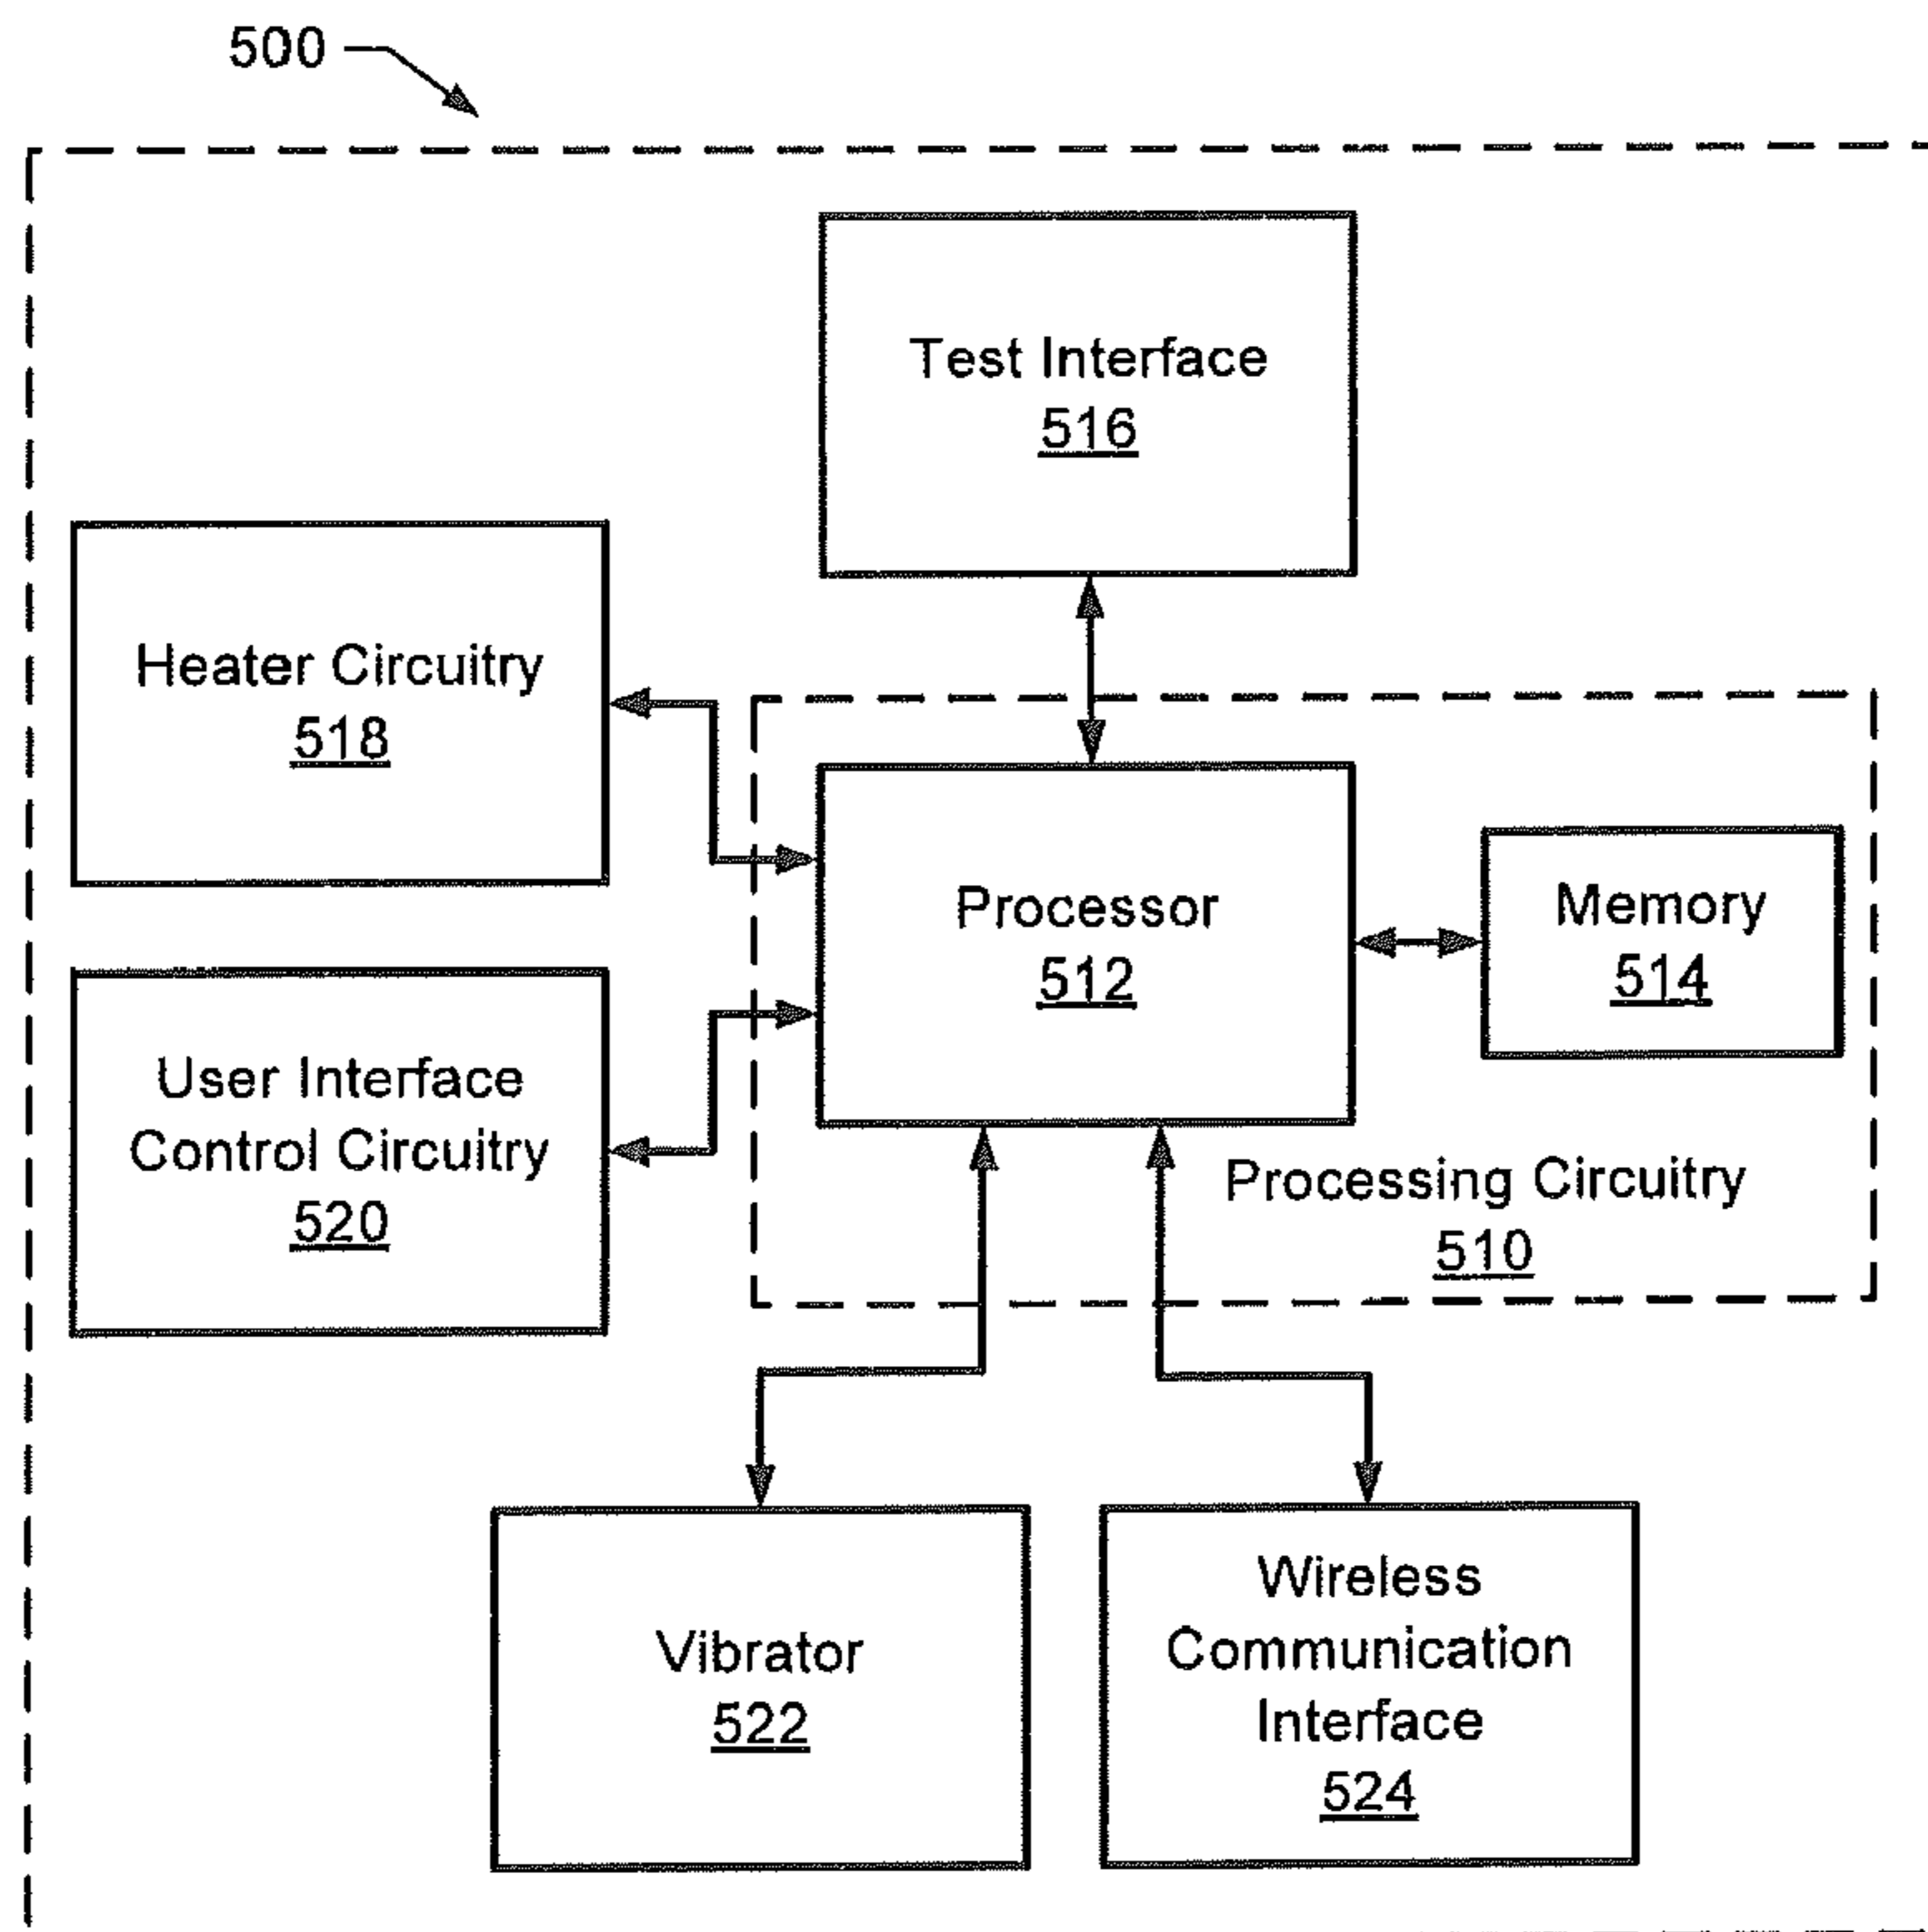 500
Test Interface
516
Heater Circuitry
518
Processor
512
Memory
514
User Interface
Control Circuitry
520
Processing Circuitry
510
Vibrator
522
Wireless
Communication
Interface
524